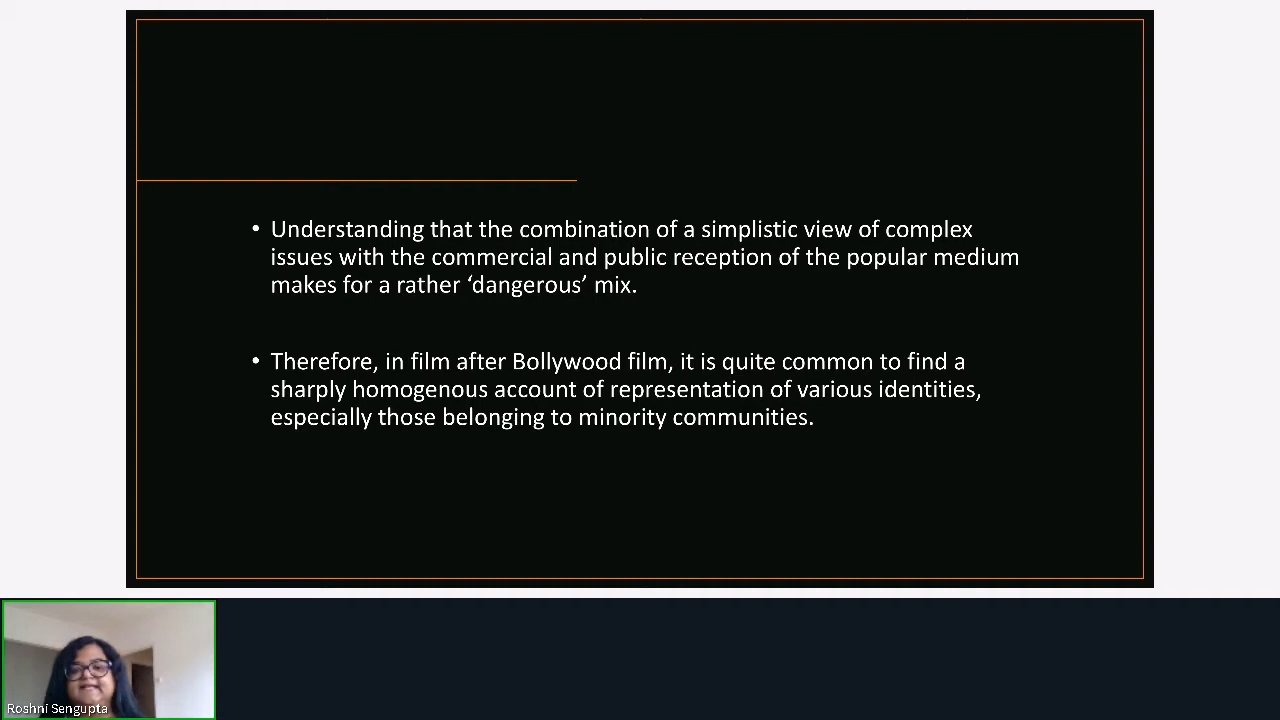 • Understanding that the combination of a simplistic view of complex
issues with the commercial and public reception of the popular medium
makes for a rather ‘dangerous’ mix.
• Therefore, in film after Bollywood film, it is quite common to find a
sharply homogenous account of representation of various identities,
especially those belonging to minority communities.
Roshni Sengupta